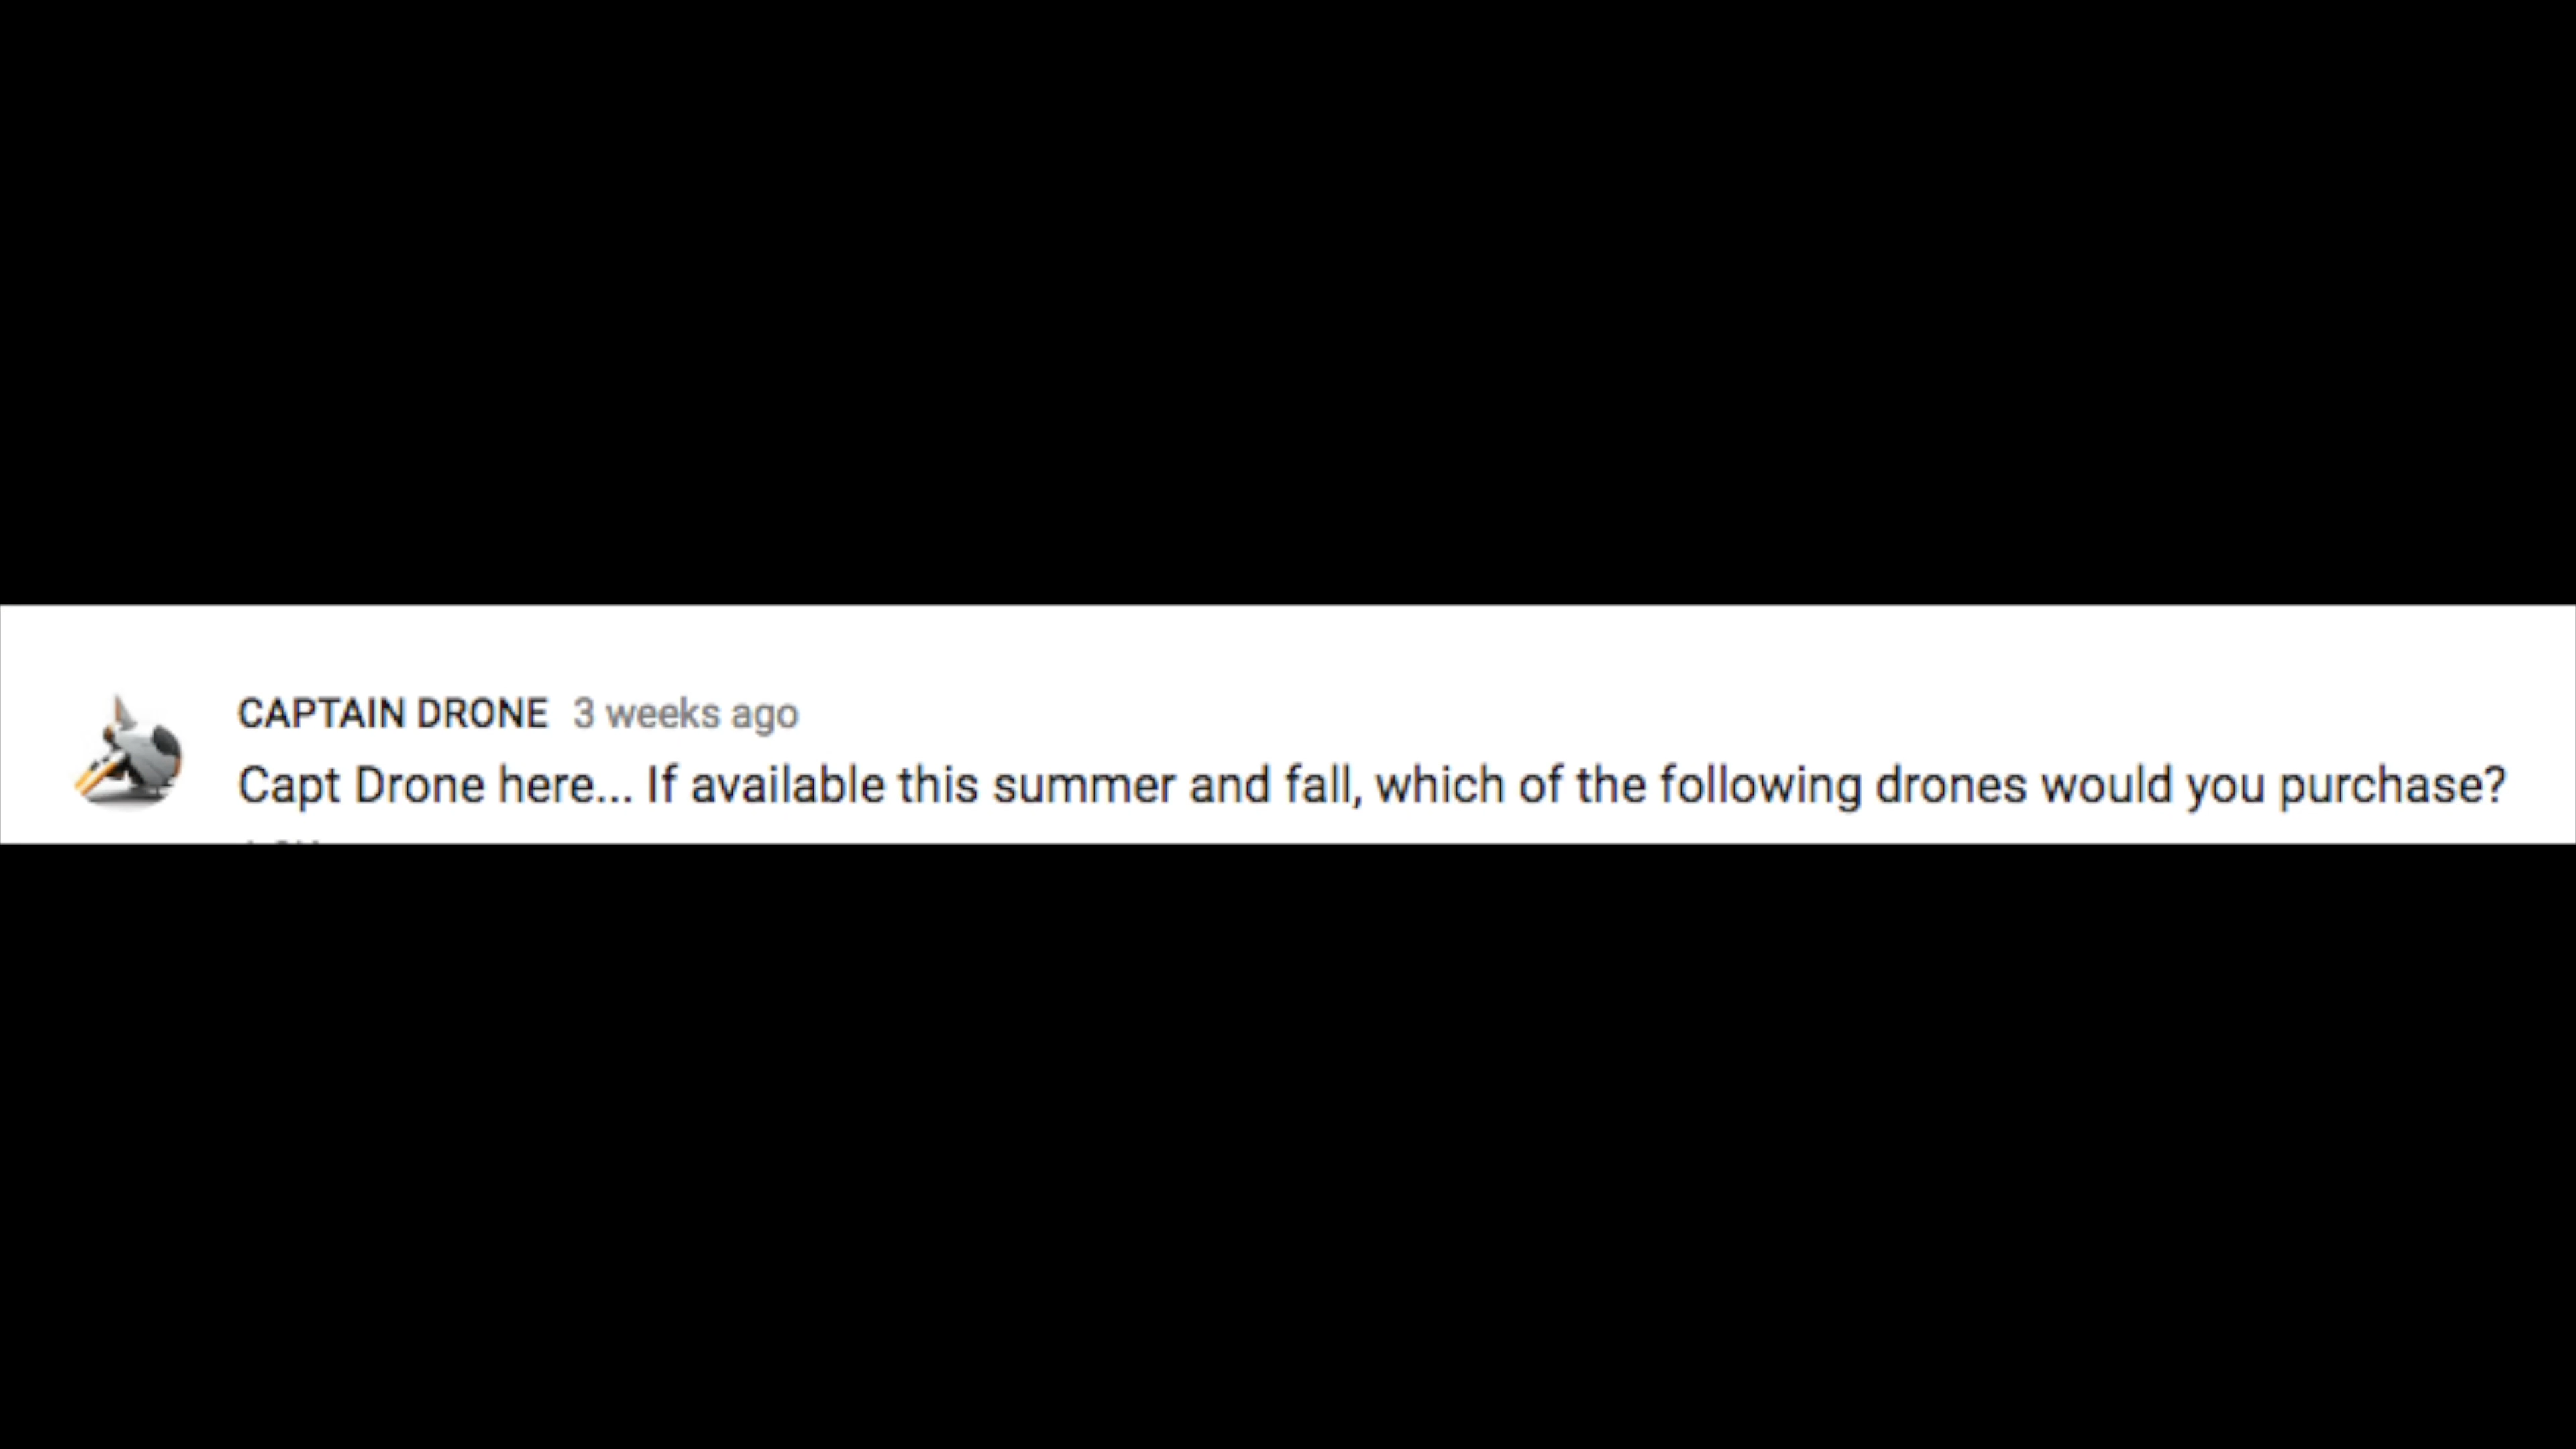 CAPTAIN DRONE 3 weeks ago
Capt Drone here... If available this summer and fall, which of the following drones would you purchase?